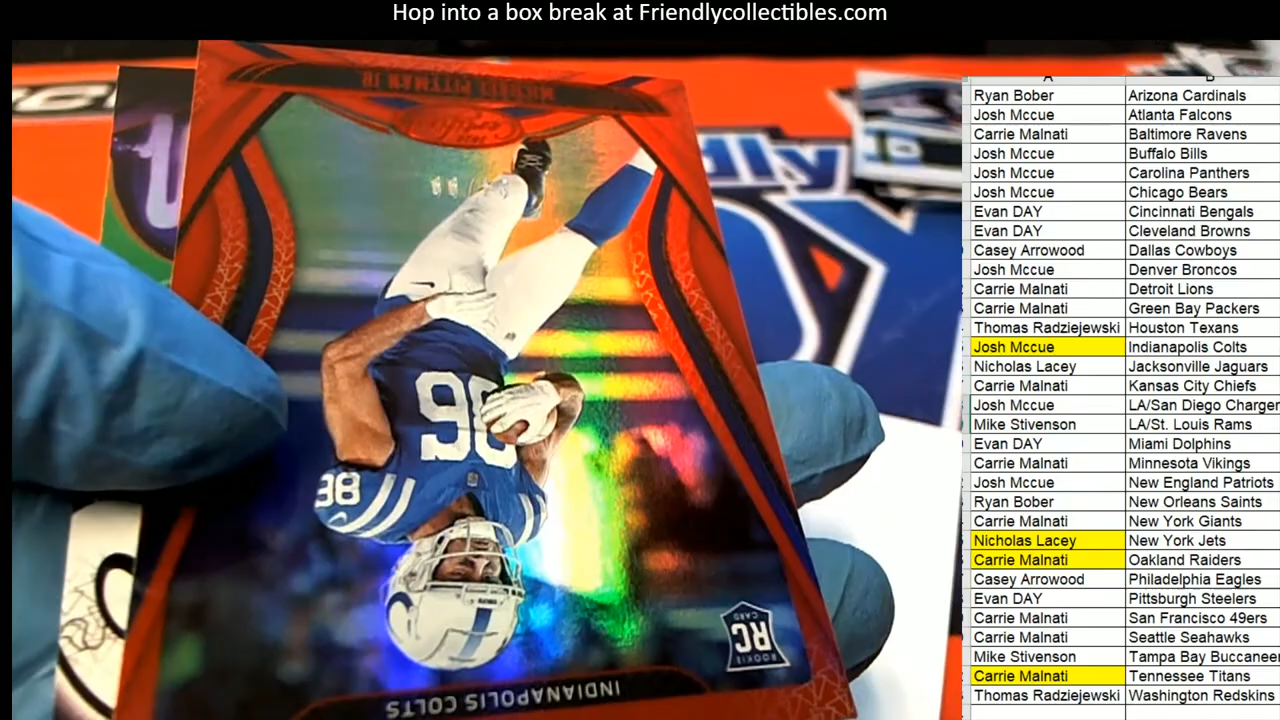 Hop into a box break at Friendlycollectibles.com
MICHAEL PITTMAN JR
86
86
INDIANAPOLIS COLTS
ROOKIE
RC
CARD
dly
A B
Ryan Bober Arizona Cardinals
Josh Mccue Atlanta Falcons
Carrie Malnati Baltimore Ravens
Josh Mccue Buffalo Bills
Josh Mccue Carolina Panthers
Josh Mccue Chicago Bears
Evan DAY Cincinnati Bengals
Evan DAY Cleveland Browns
Casey Arrowood Dallas Cowboys
Josh Mccue Denver Broncos
Carrie Malnati Detroit Lions
Carrie Malnati Green Bay Packers
Thomas Radziejewski Houston Texans
Josh Mccue Indianapolis Colts
Nicholas Lacey Jacksonville Jaguars
Carrie Malnati Kansas City Chiefs
Josh Mccue LA/San Diego Charger
Mike Stivenson LA/St. Louis Rams
Evan DAY Miami Dolphins
Carrie Malnati Minnesota Vikings
Josh Mccue New England Patriots
Ryan Bober New Orleans Saints
Carrie Malnati New York Giants
Nicholas Lacey New York Jets
Carrie Malnati Oakland Raiders
Casey Arrowood Philadelphia Eagles
Evan DAY Pittsburgh Steelers
Carrie Malnati San Francisco 49ers
Carrie Malnati Seattle Seahawks
Mike Stivenson Tampa Bay Buccaneer
Carrie Malnati Tennessee Titans
Thomas Radziejewski Washington Redskins